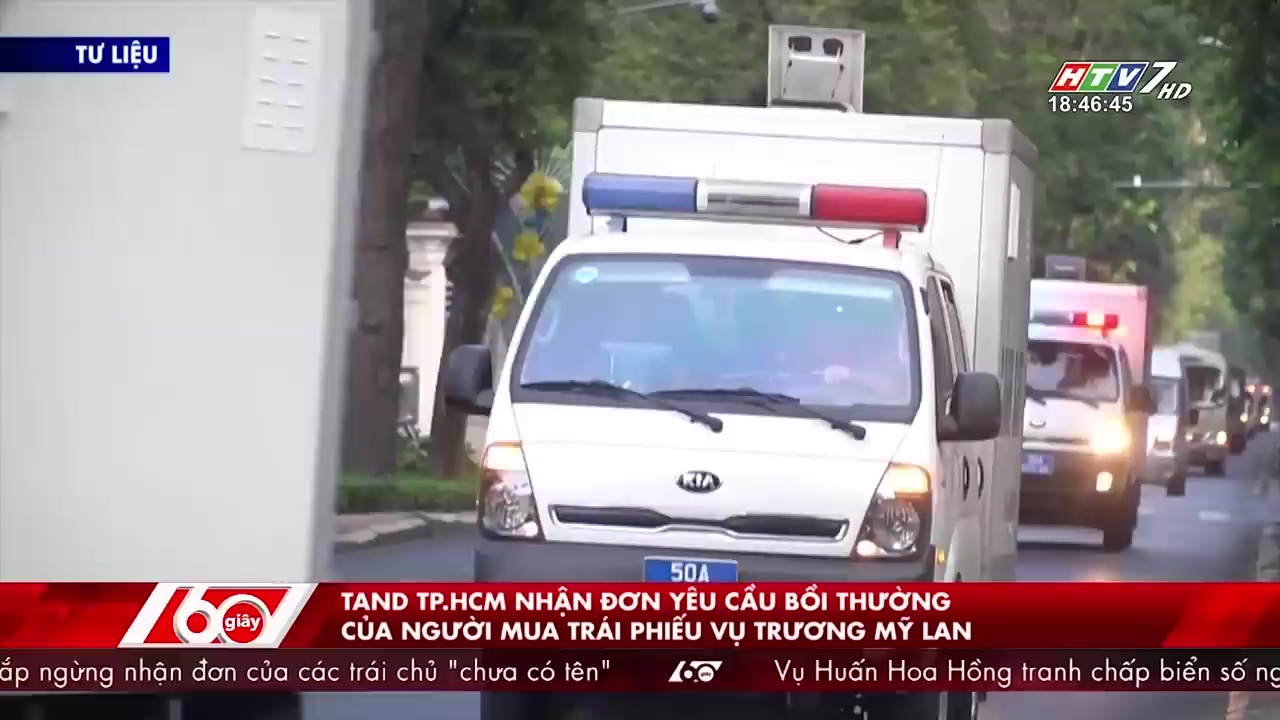 TƯ LIỆU
HTV7 HD
18:46:45
KIA
50A
60 giây
TAND TP.HCM NHẬN ĐƠN YÊU CẦU BỒI THƯỜNG
CỦA NGƯỜI MUA TRÁI PHIẾU VỤ TRƯƠNG MỸ LAN
ắp ngừng nhận đơn của các trái chủ "chưa có tên" 60 giây Vụ Huấn Hoa Hồng tranh chấp biển số ng